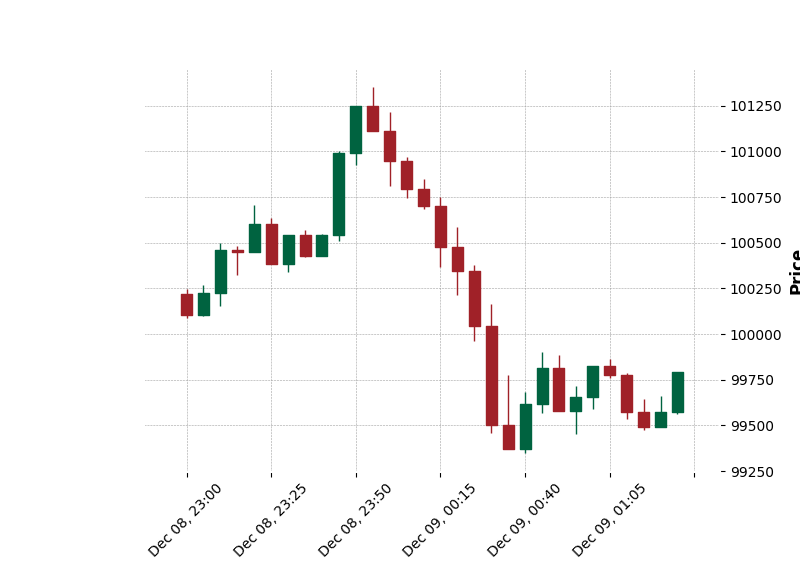 101250
101000
100750
100500
100250
100000
99750
99500
99250
Price
Dec 08, 23:00
Dec 08, 23:25
Dec 08, 23:50
Dec 09, 00:15
Dec 09, 00:40
Dec 09, 01:05